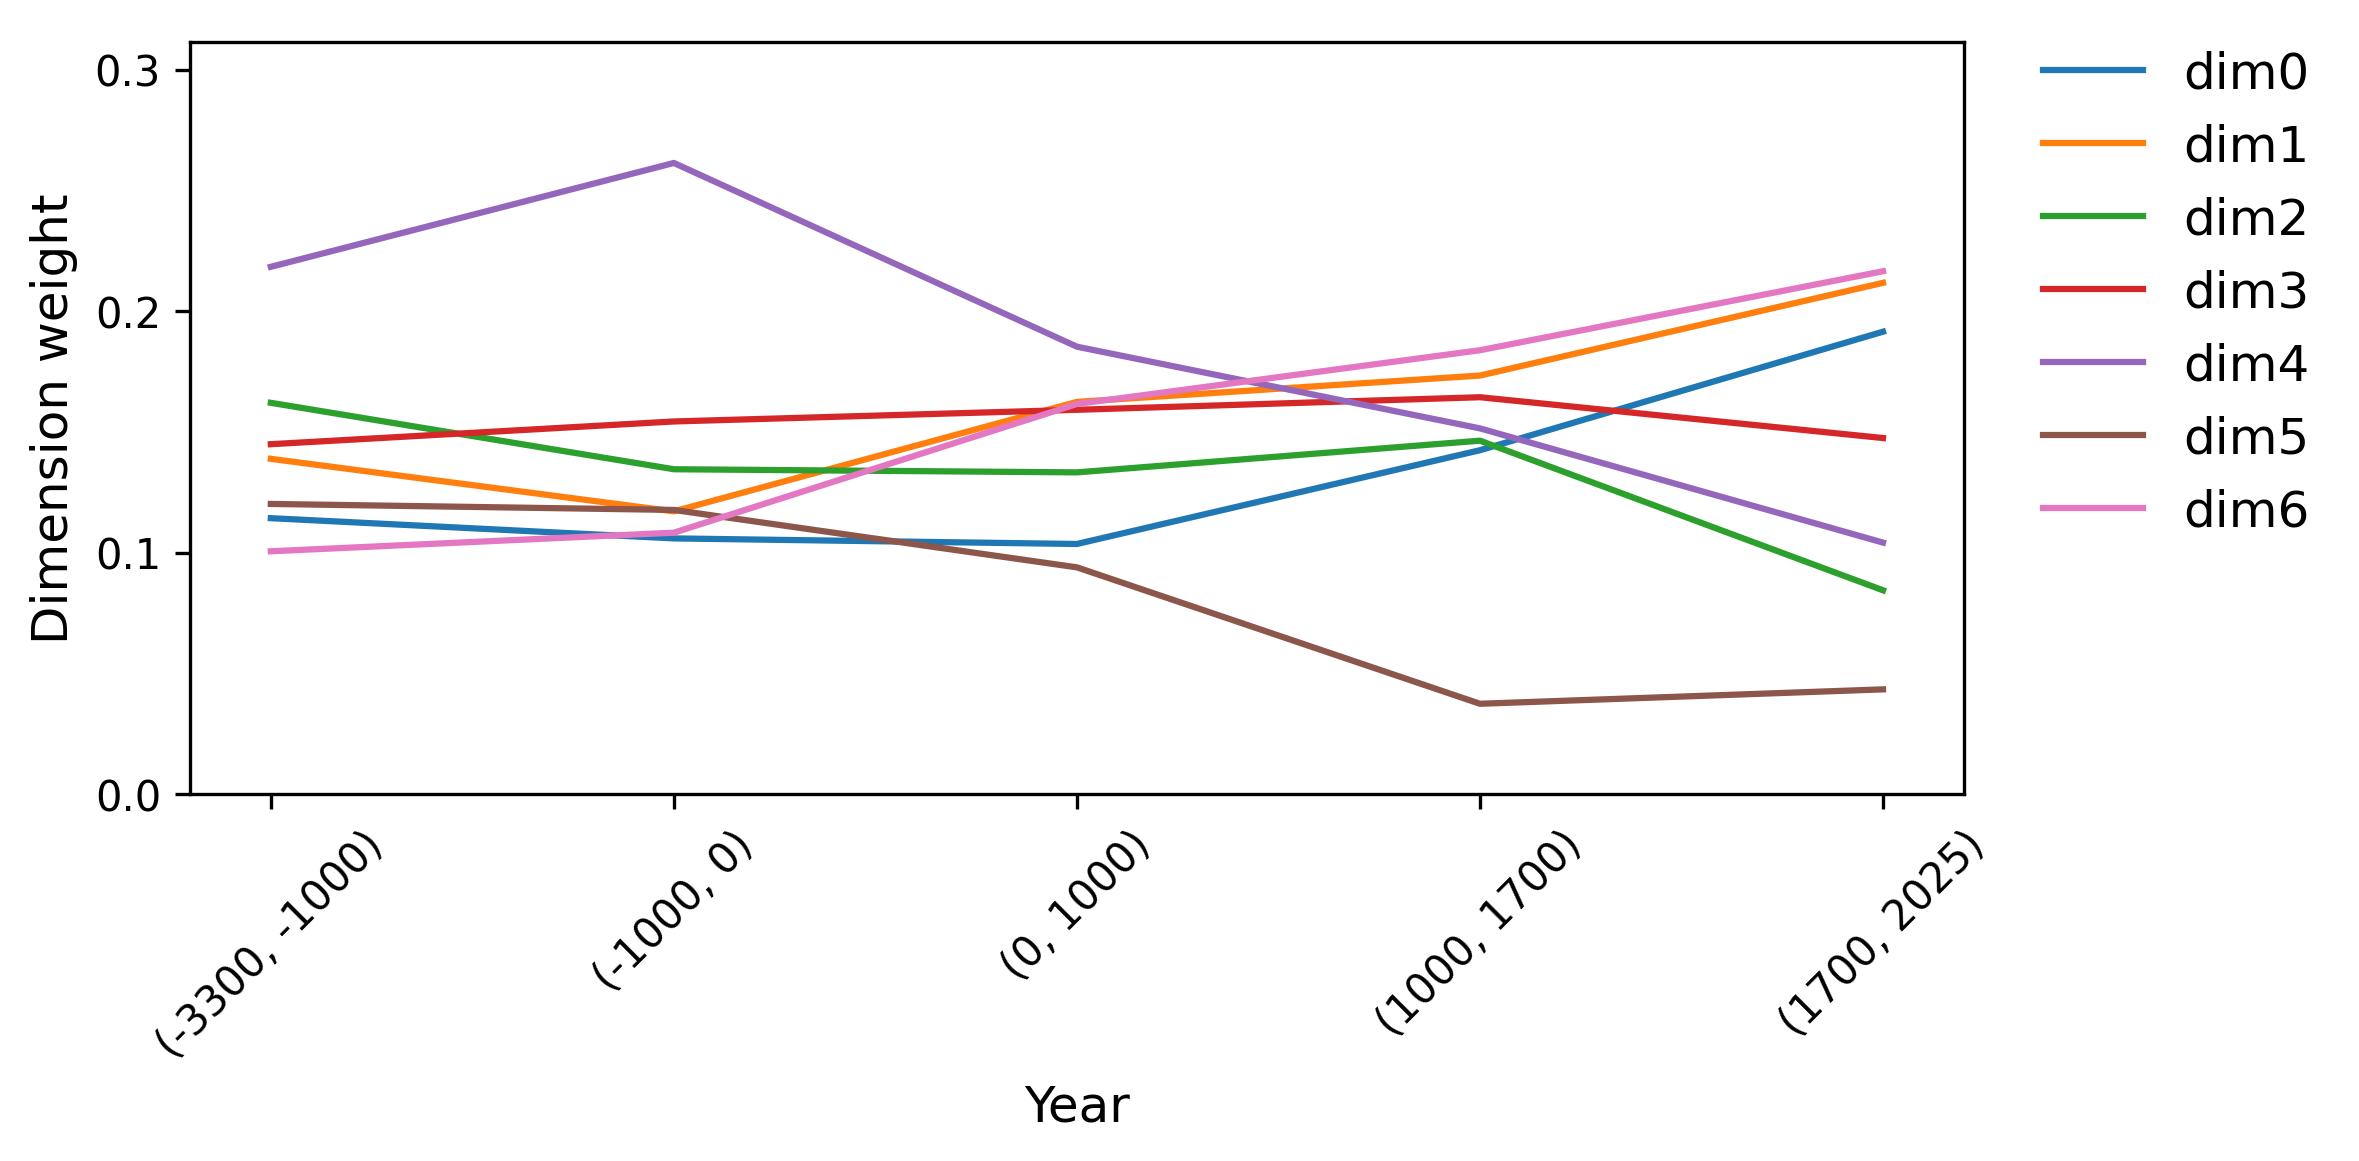 Dimension weight
0.3
0.2
0.1
0.0
(-3300, -1000)
(-1000, 0)
(0, 1000)
(1000, 1700)
(1700, 2025)
Year
dim0
dim1
dim2
dim3
dim4
dim5
dim6